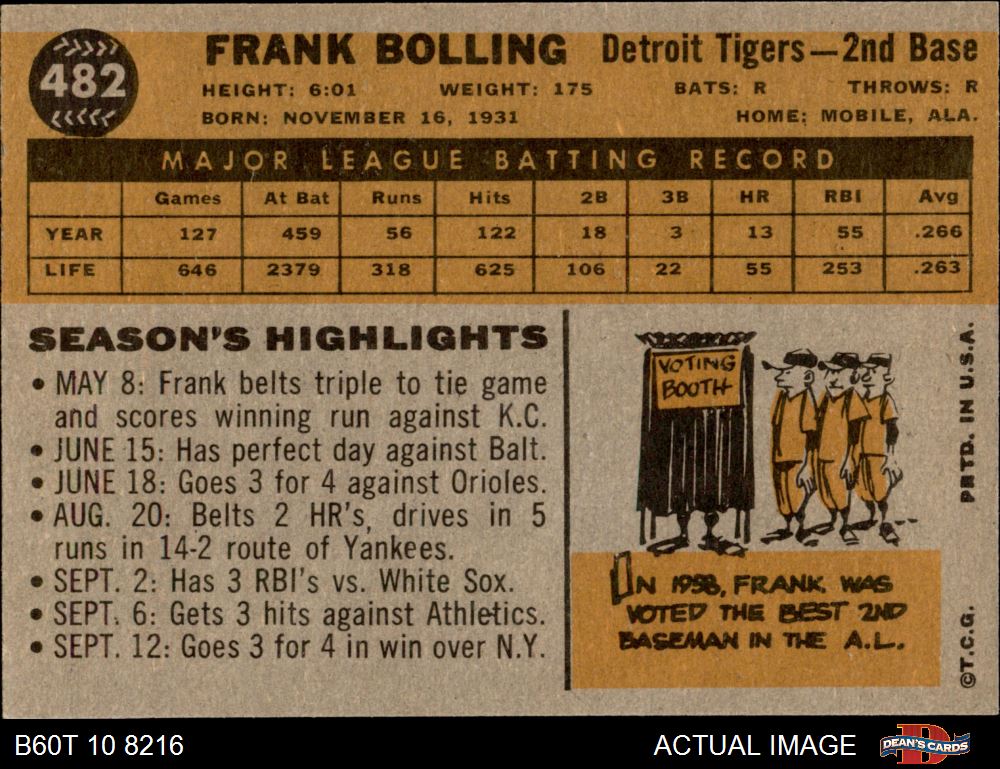 482
FRANK BOLLING Detroit Tigers—2nd Base
HEIGHT: 6:01 WEIGHT: 175 BATS: R THROWS: R
BORN: NOVEMBER 16, 1931 HOME: MOBILE, ALA.
MAJOR LEAGUE BATTING RECORD
Games At Bat Runs Hits 2B 3B HR RBI Avg
YEAR 127 459 56 122 18 3 13 55 .266
LIFE 646 2379 318 625 106 22 55 253 .263
SEASON'S HIGHLIGHTS
• MAY 8: Frank belts triple to tie game
and scores winning run against K.C.
• JUNE 15: Has perfect day against Balt.
• JUNE 18: Goes 3 for 4 against Orioles.
• AUG. 20: Belts 2 HR's, drives in 5
runs in 14-2 route of Yankees.
• SEPT. 2: Has 3 RBI's vs. White Sox.
• SEPT. 6: Gets 3 hits against Athletics.
• SEPT. 12: Goes 3 for 4 in win over N.Y.
VOTING
BOOTH
IN 1958, FRANK WAS
VOTED THE BEST 2ND
BASEMAN IN THE A.L.
PRTD. IN U.S.A.
©T.C.G.
B60T 10 8216
ACTUAL IMAGE
DEAN'S CARDS